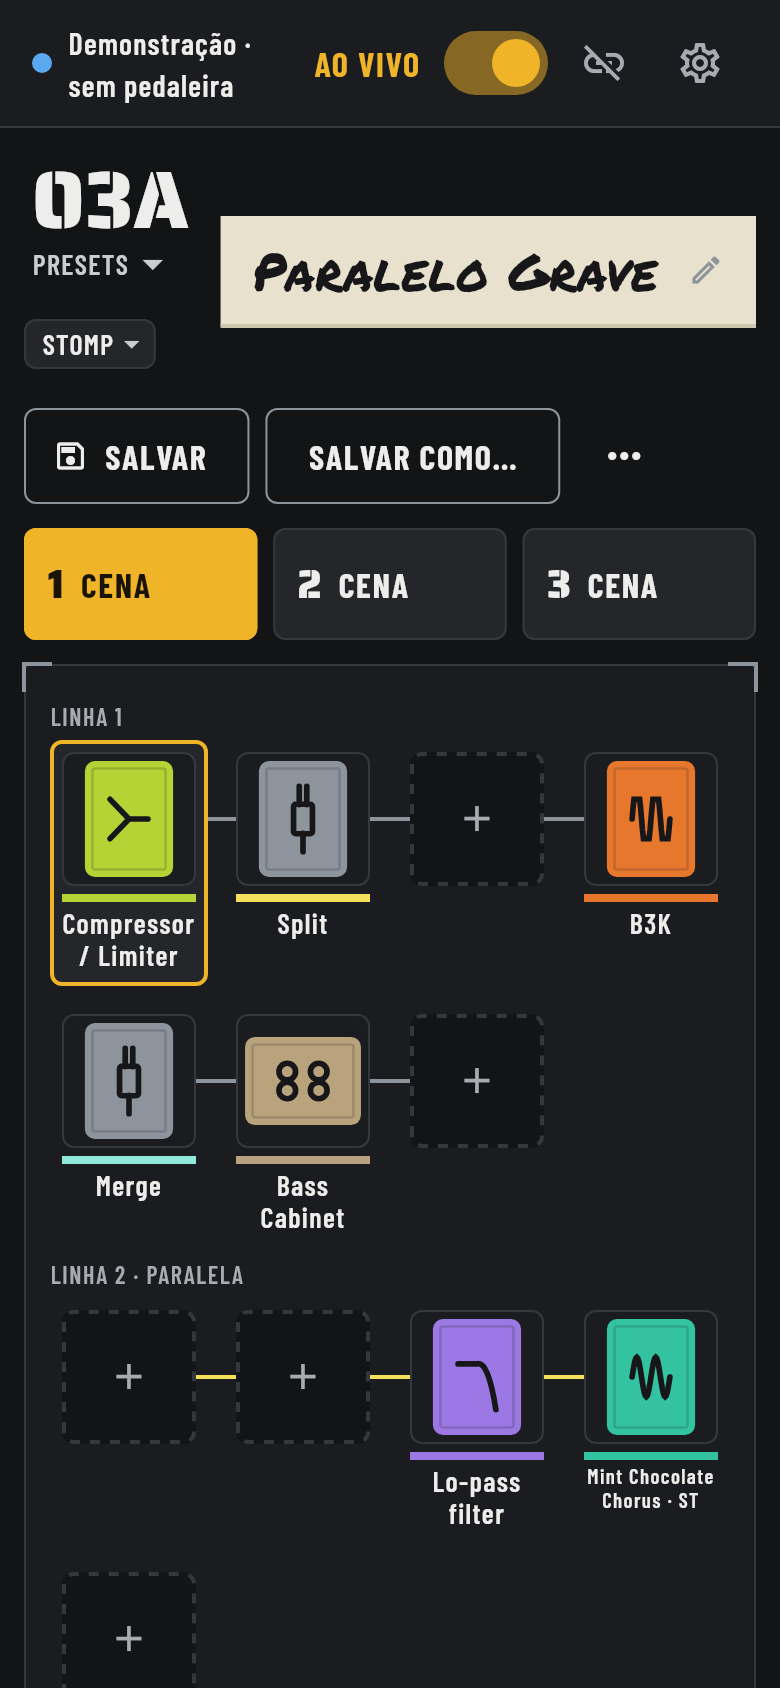 Demonstração ·
sem pedaleira
AO VIVO
03A
PRESETS
Paralelo Grave
STOMP
SALVAR
SALVAR COMO...
1 CENA
2 CENA
3 CENA
LINHA 1
Compressor
/ Limiter
Split
B3K
Merge
88
Bass
Cabinet
LINHA 2 · PARALELA
Lo-pass
filter
Mint Chocolate
Chorus · ST